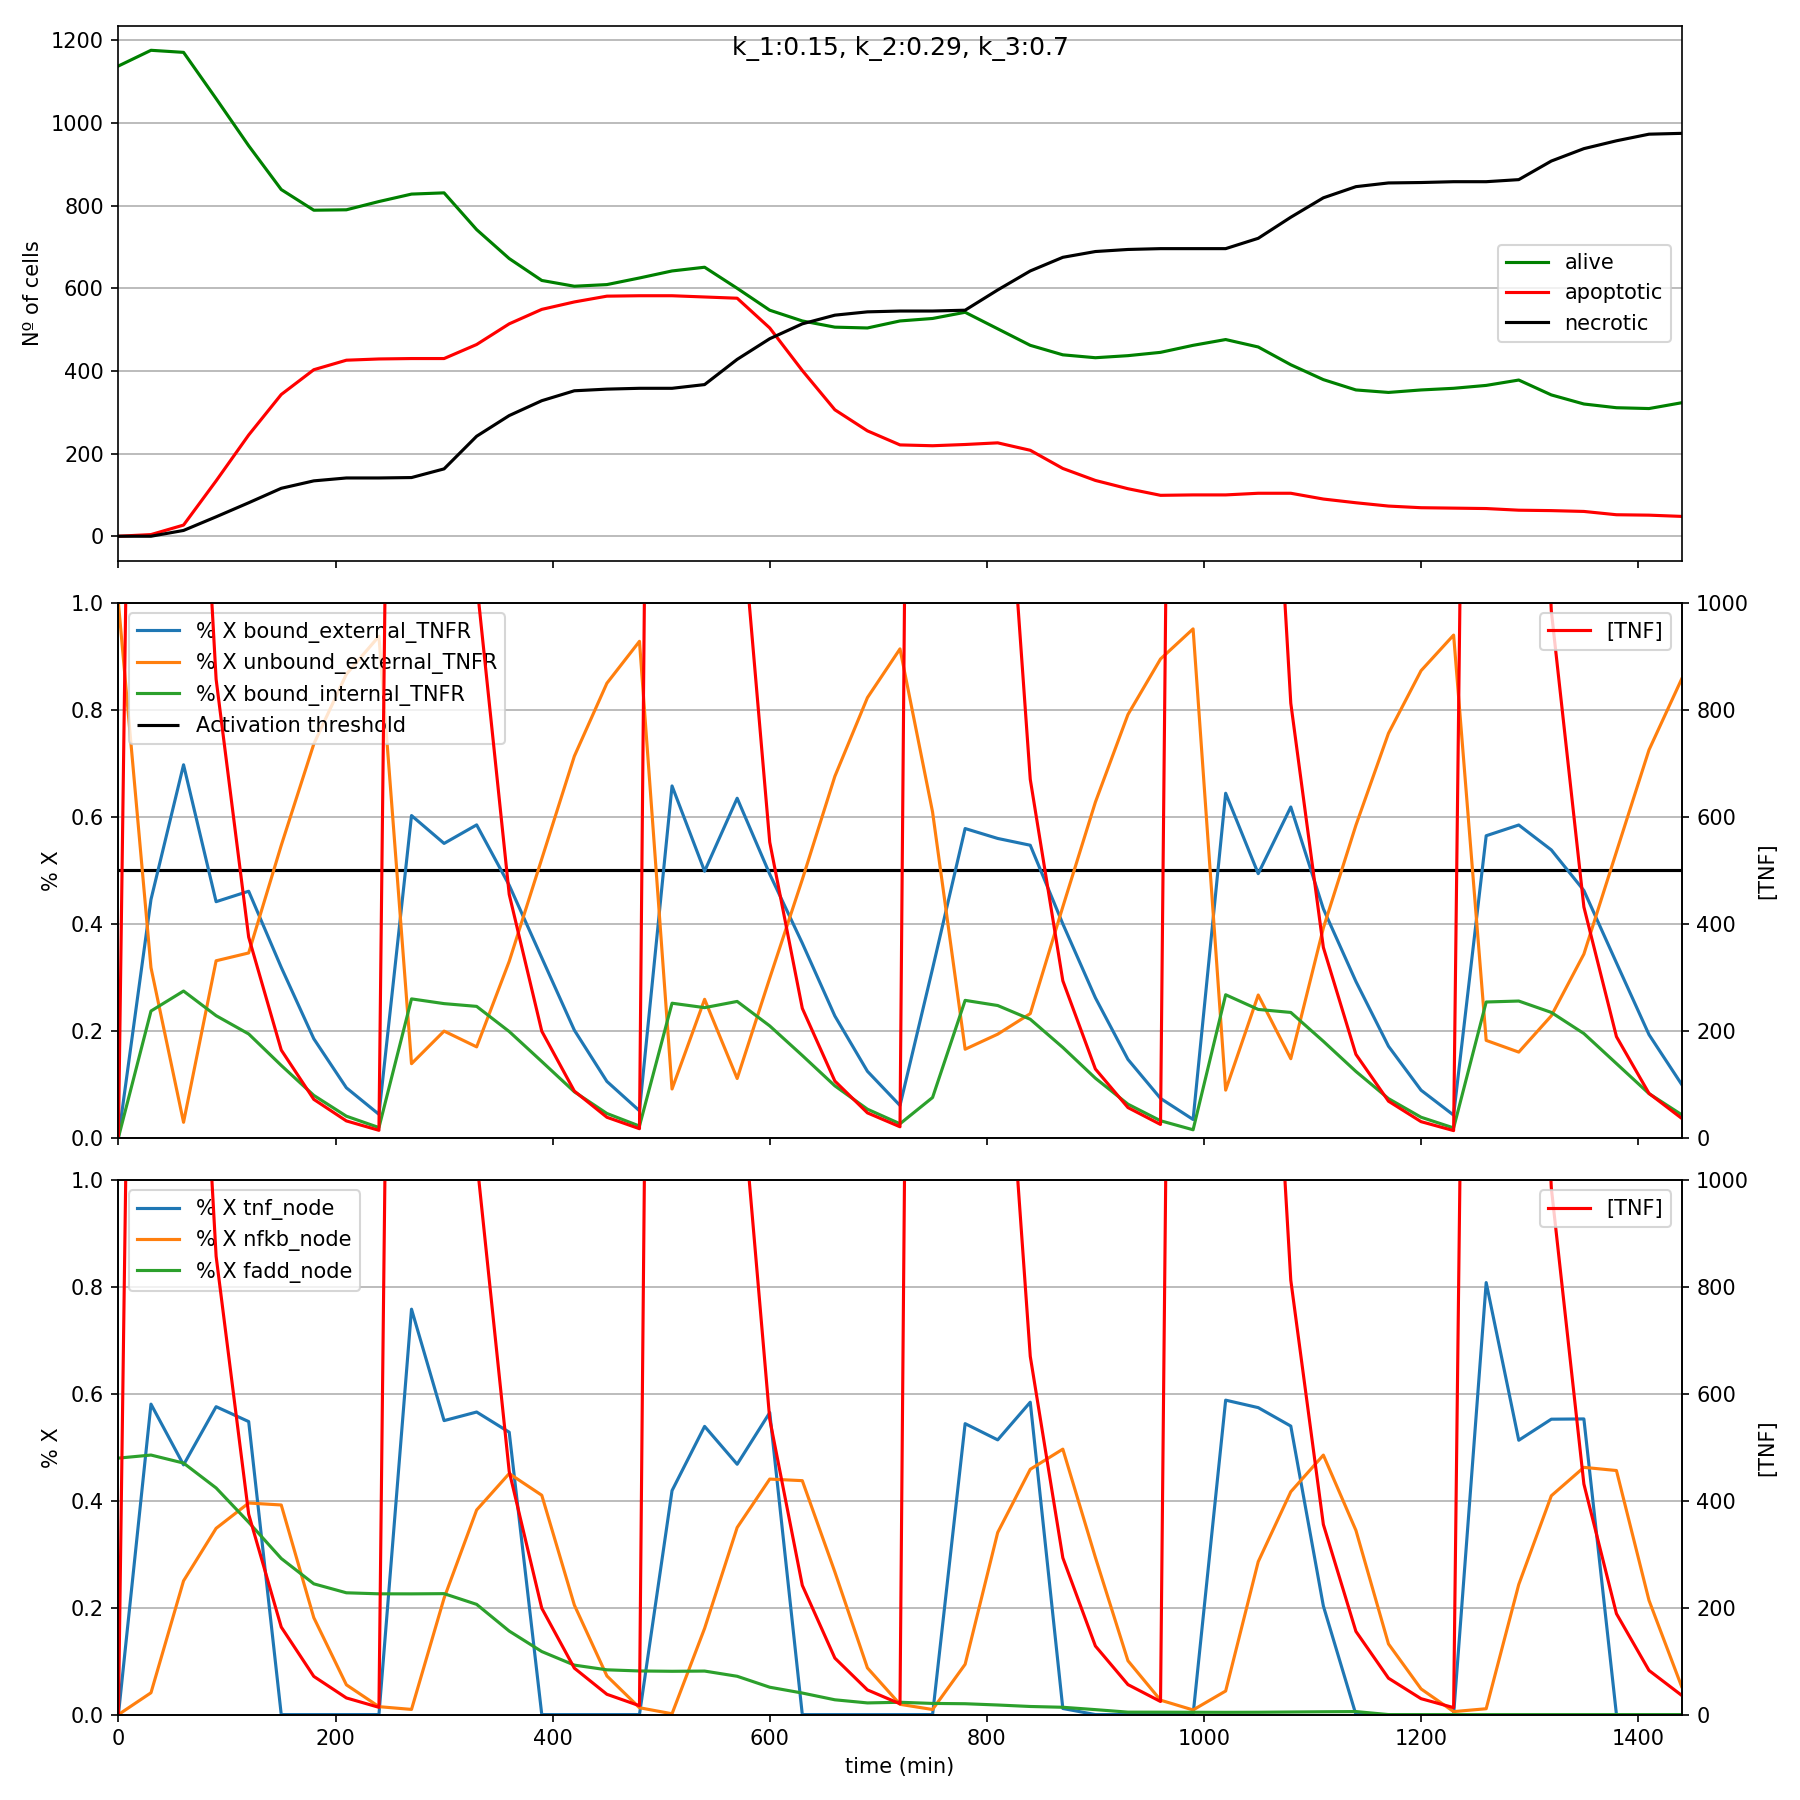 k_1:0.15, k_2:0.29, k_3:0.7
1200
1000
800
600
400
200
0
Nº of cells
alive
apoptotic
necrotic
1.0
0.8
0.6
0.4
0.2
0.0
% X
% X bound_external_TNFR
% X unbound_external_TNFR
% X bound_internal_TNFR
Activation threshold
[TNF]
1000
800
600
400
200
0
[TNF]
1.0
0.8
0.6
0.4
0.2
0.0
% X
% X tnf_node
% X nfkb_node
% X fadd_node
[TNF]
1000
800
600
400
200
0
[TNF]
0 200 400 600 800 1000 1200 1400
time (min)